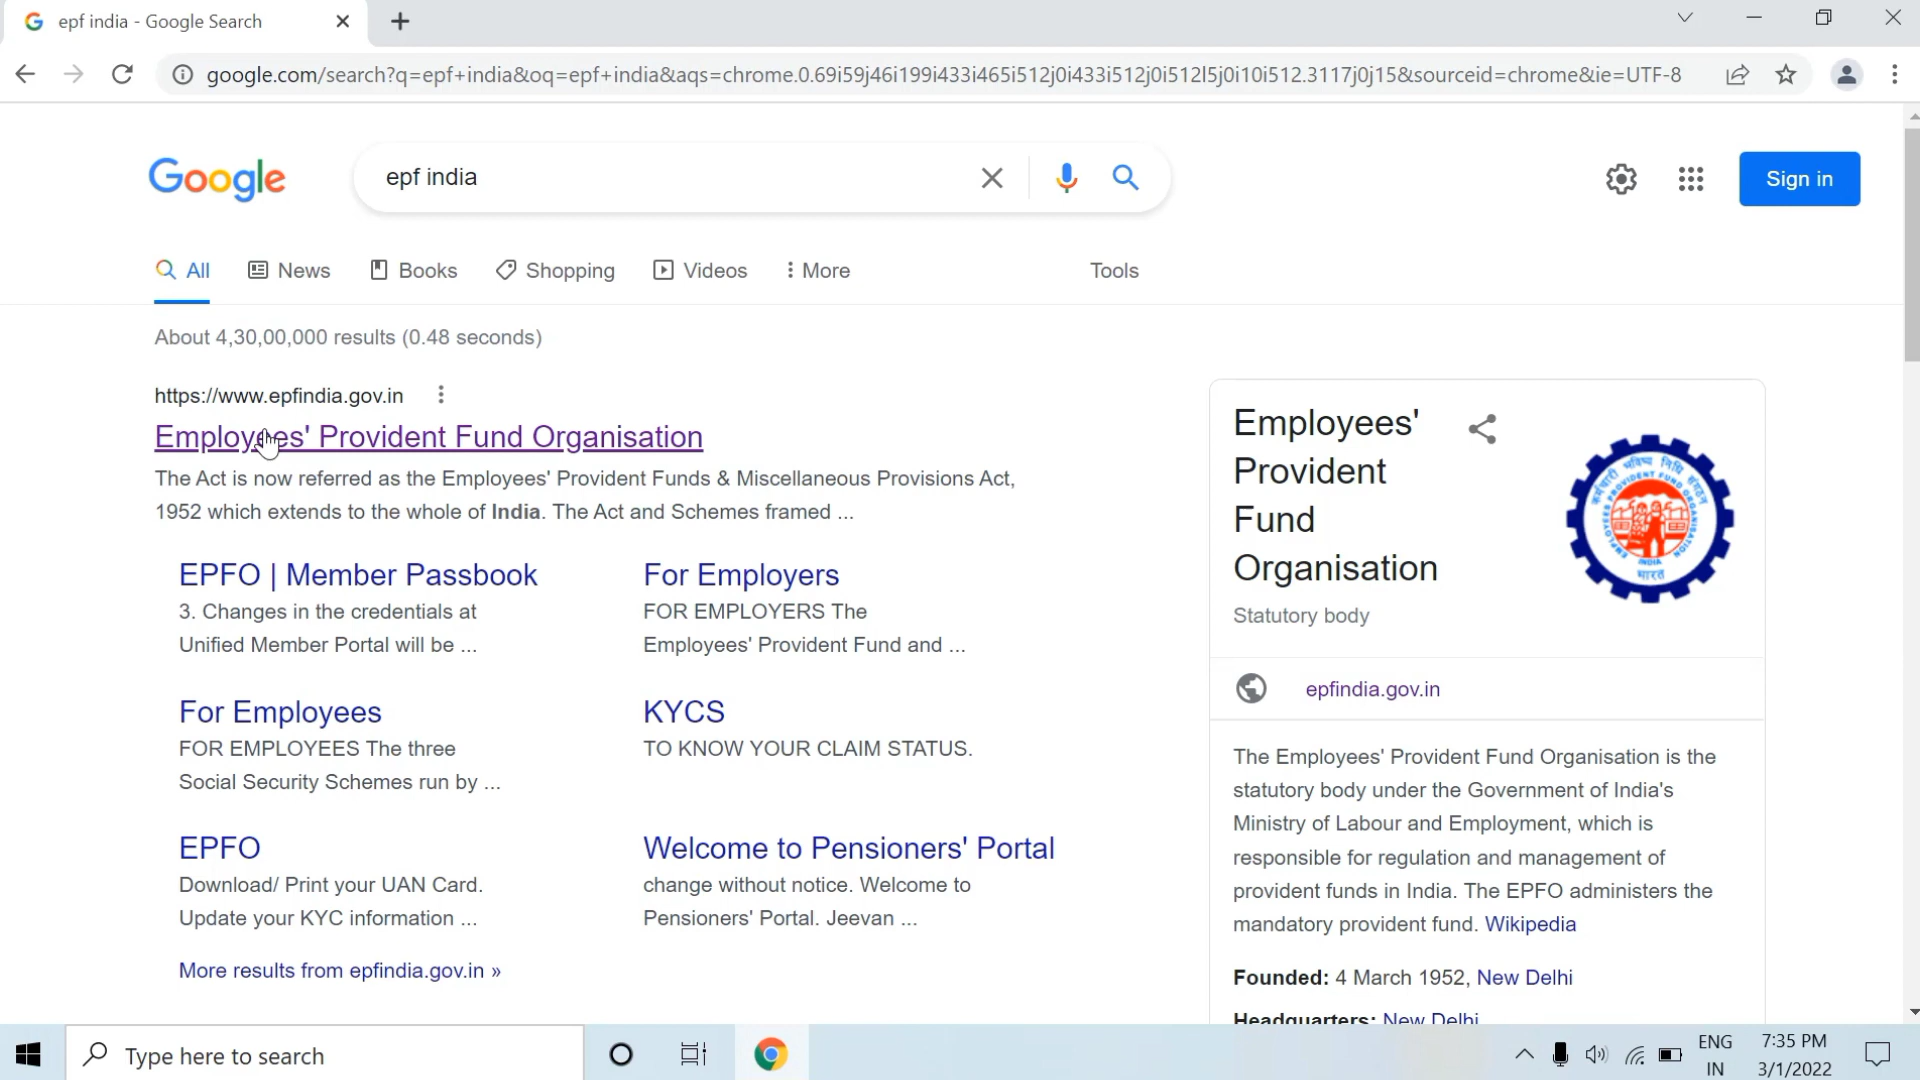 epf india - Google Search
google.com/search?q=epf+india&oq=epf+india&aqs=chrome.0.69i59j46i199i433i465i512j0i433i512j0i512l5j0i10i512.3117j0j15&sourceid=chrome&ie=UTF-8
Google
epf india
Sign in
All
News
Books
Shopping
Videos
More
Tools
About 4,30,00,000 results (0.48 seconds)
https://www.epfindia.gov.in
Employees' Provident Fund Organisation
The Act is now referred as the Employees' Provident Funds & Miscellaneous Provisions Act,
1952 which extends to the whole of India. The Act and Schemes framed ...
EPFO | Member Passbook
3. Changes in the credentials at
Unified Member Portal will be ...
For Employers
FOR EMPLOYERS The
Employees' Provident Fund and ...
For Employees
FOR EMPLOYEES The three
Social Security Schemes run by ...
KYCS
TO KNOW YOUR CLAIM STATUS.
EPFO
Download/ Print your UAN Card.
Update your KYC information ...
Welcome to Pensioners' Portal
change without notice. Welcome to
Pensioners' Portal. Jeevan ...
More results from epfindia.gov.in »
Employees'
Provident
Fund
Organisation
Statutory body
कर्मचारी भविष्य निधि संगठन
EMPLOYEES' PROVIDENT FUND ORGANISATION
INDIA
भारत
epfindia.gov.in
The Employees' Provident Fund Organisation is the
statutory body under the Government of India's
Ministry of Labour and Employment, which is
responsible for regulation and management of
provident funds in India. The EPFO administers the
mandatory provident fund. Wikipedia
Founded: 4 March 1952, New Delhi
Headquarters: New Delhi
Type here to search
ENG
IN
7:35 PM
3/1/2022